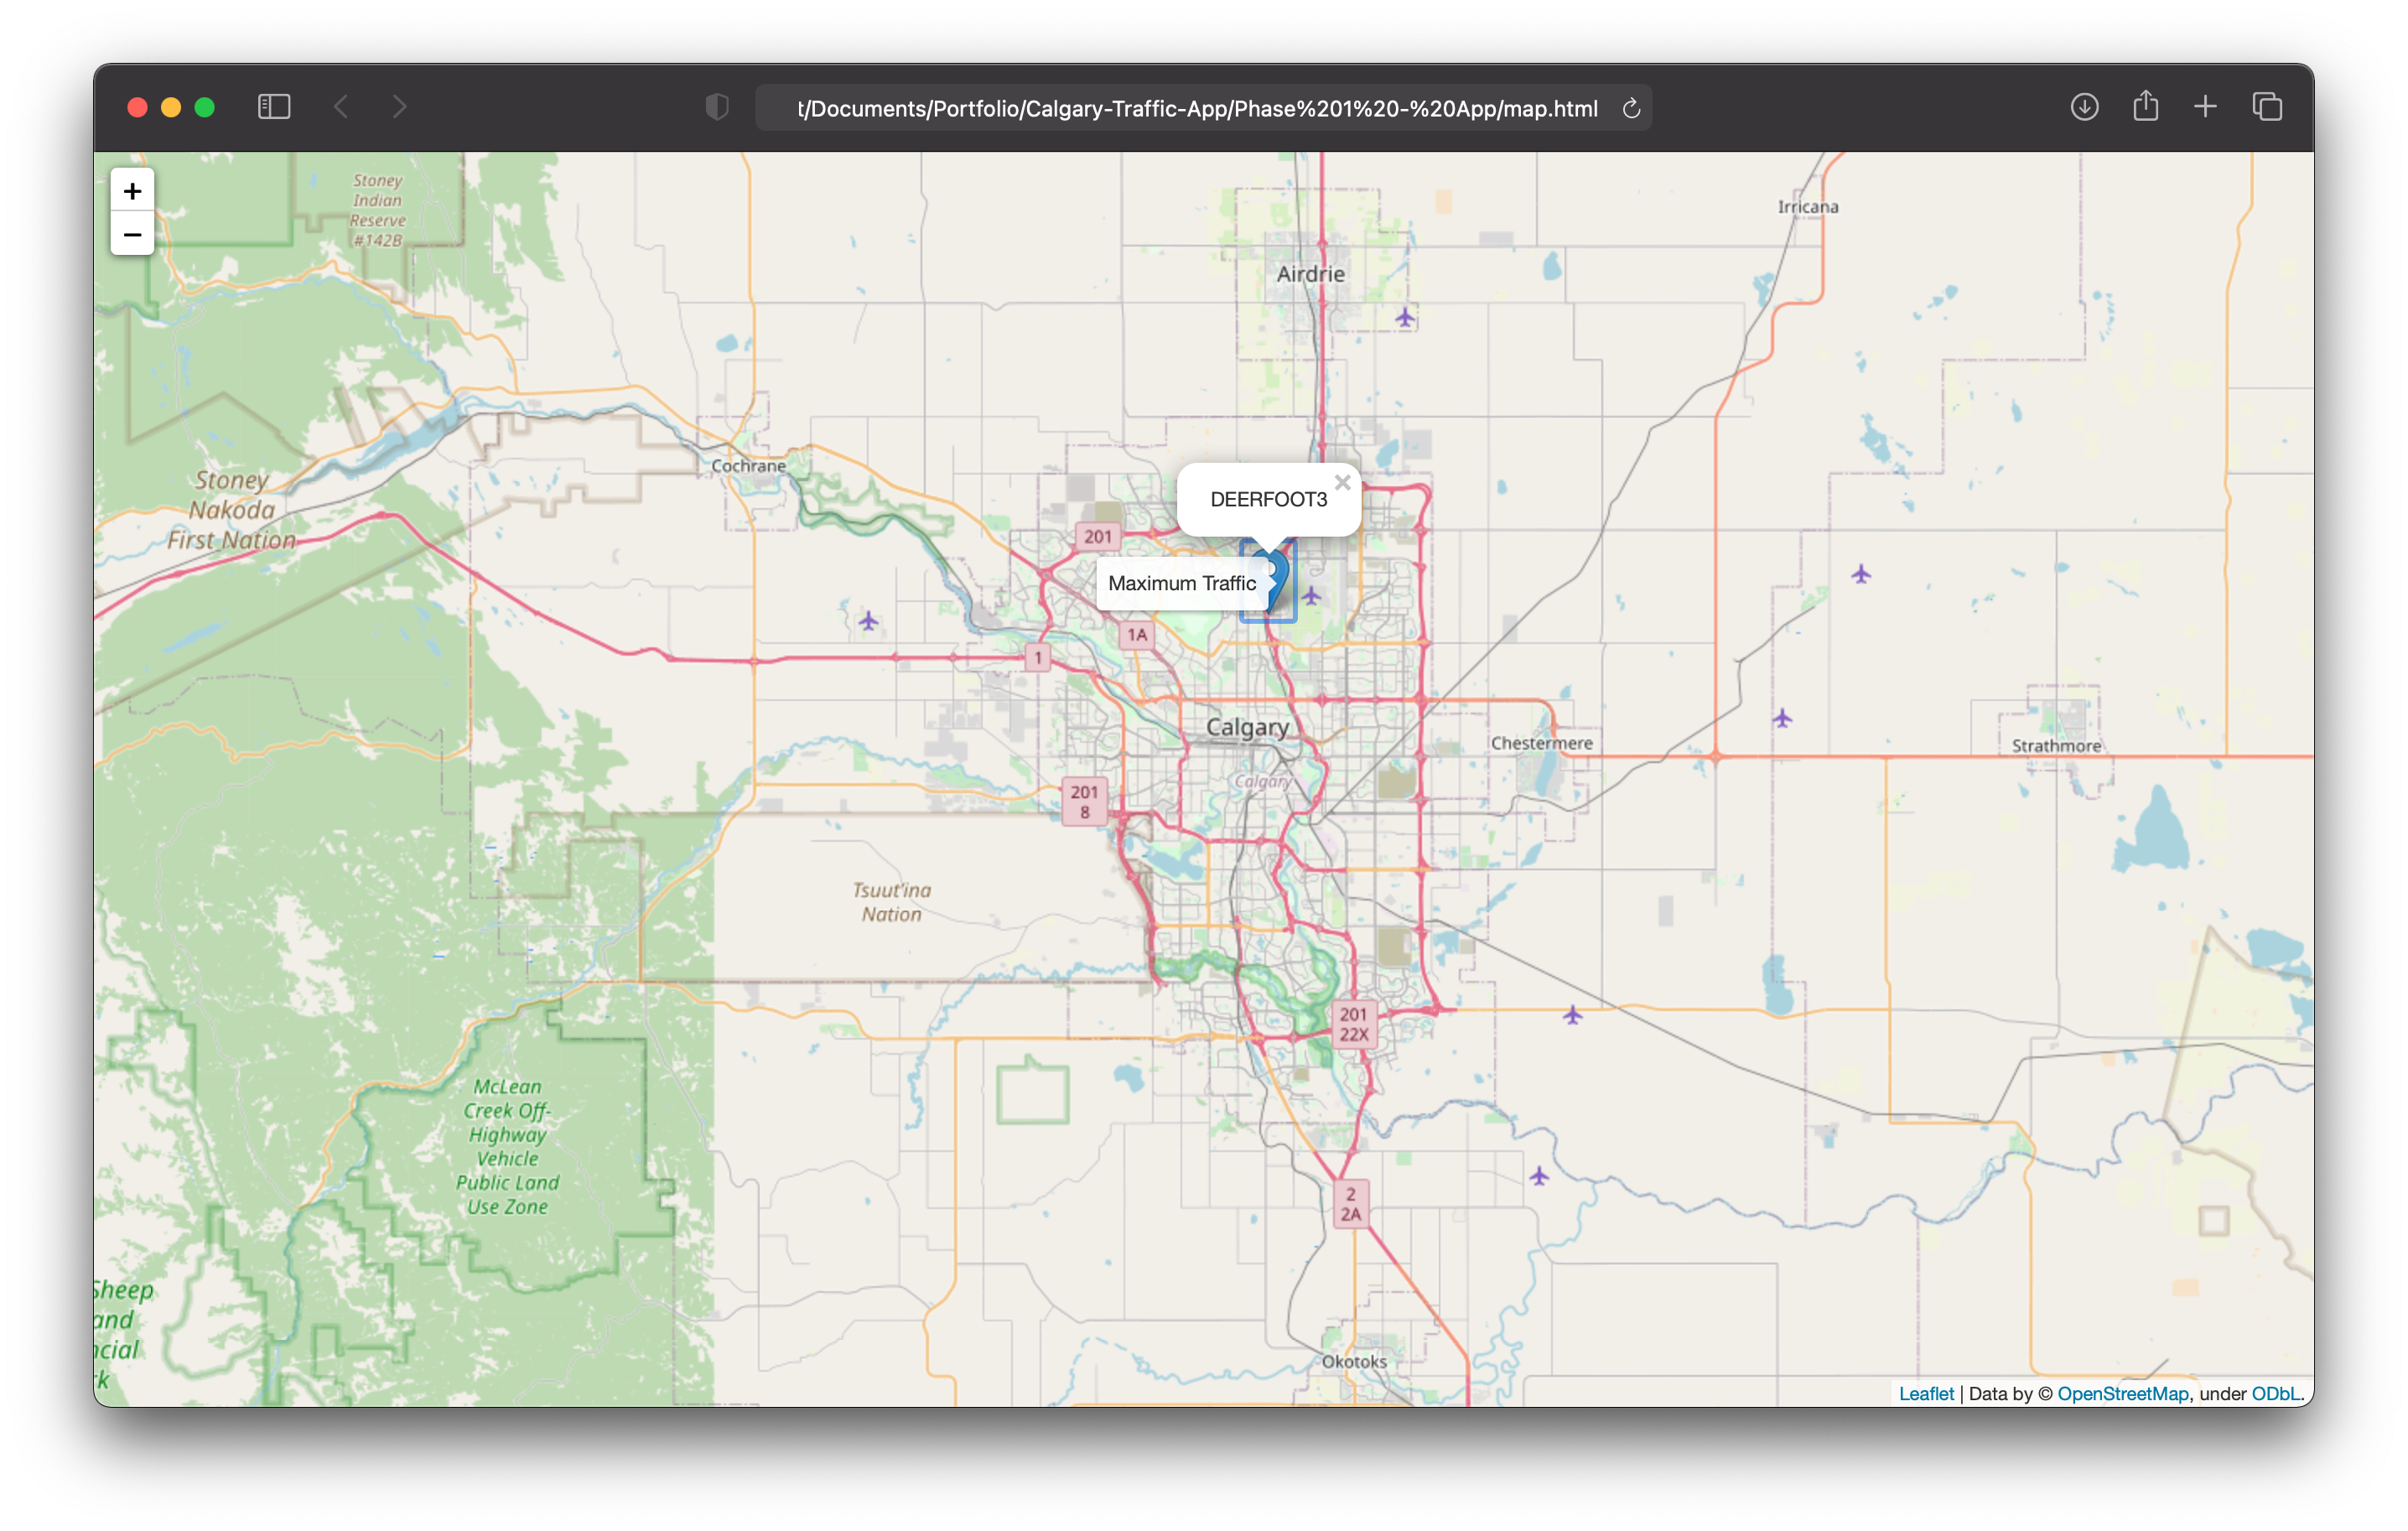 t/Documents/Portfolio/Calgary-Traffic-App/Phase%201%20-%20App/map.html
+
−
Stoney
Indian
Reserve
#142B
Irricana
Airdrie
Cochrane
Stoney
Nakoda
First Nation
DEERFOOT3
×
201
Maximum Traffic
1A
1
Calgary
Chestermere
Strathmore
Calgary
201
8
Tsuut'ina
Nation
201
22X
McLean
Creek Off-
Highway
Vehicle
Public Land
Use Zone
2
2A
Sheep
and
ncial
rk
Okotoks
Leaflet | Data by © OpenStreetMap, under ODbL.